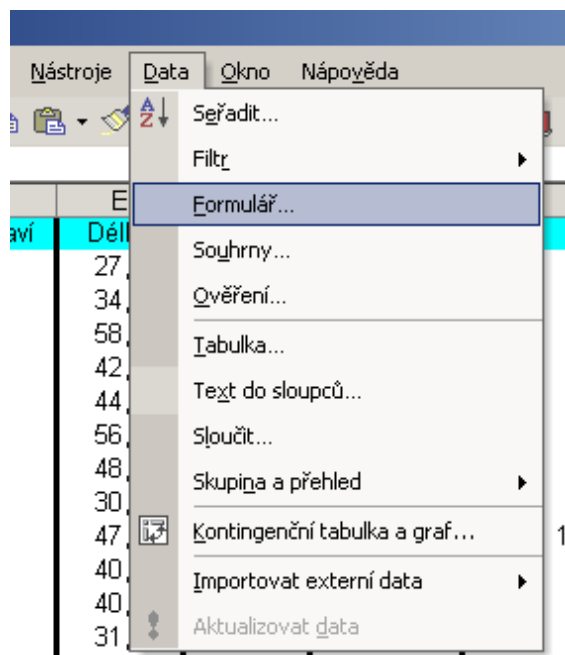 Nástroje Data Okno Nápověda
Seřadit...
Filtr
E
Formulář...
aví
Souhrny...
27,
34,
Ověření...
58,
Tabulka...
42,
44,
Text do sloupců...
56,
Sloučit...
48,
Skupina a přehled
30,
47,
Kontingenční tabulka a graf...
1
40,
Importovat externí data
40,
31,
Aktualizovat data